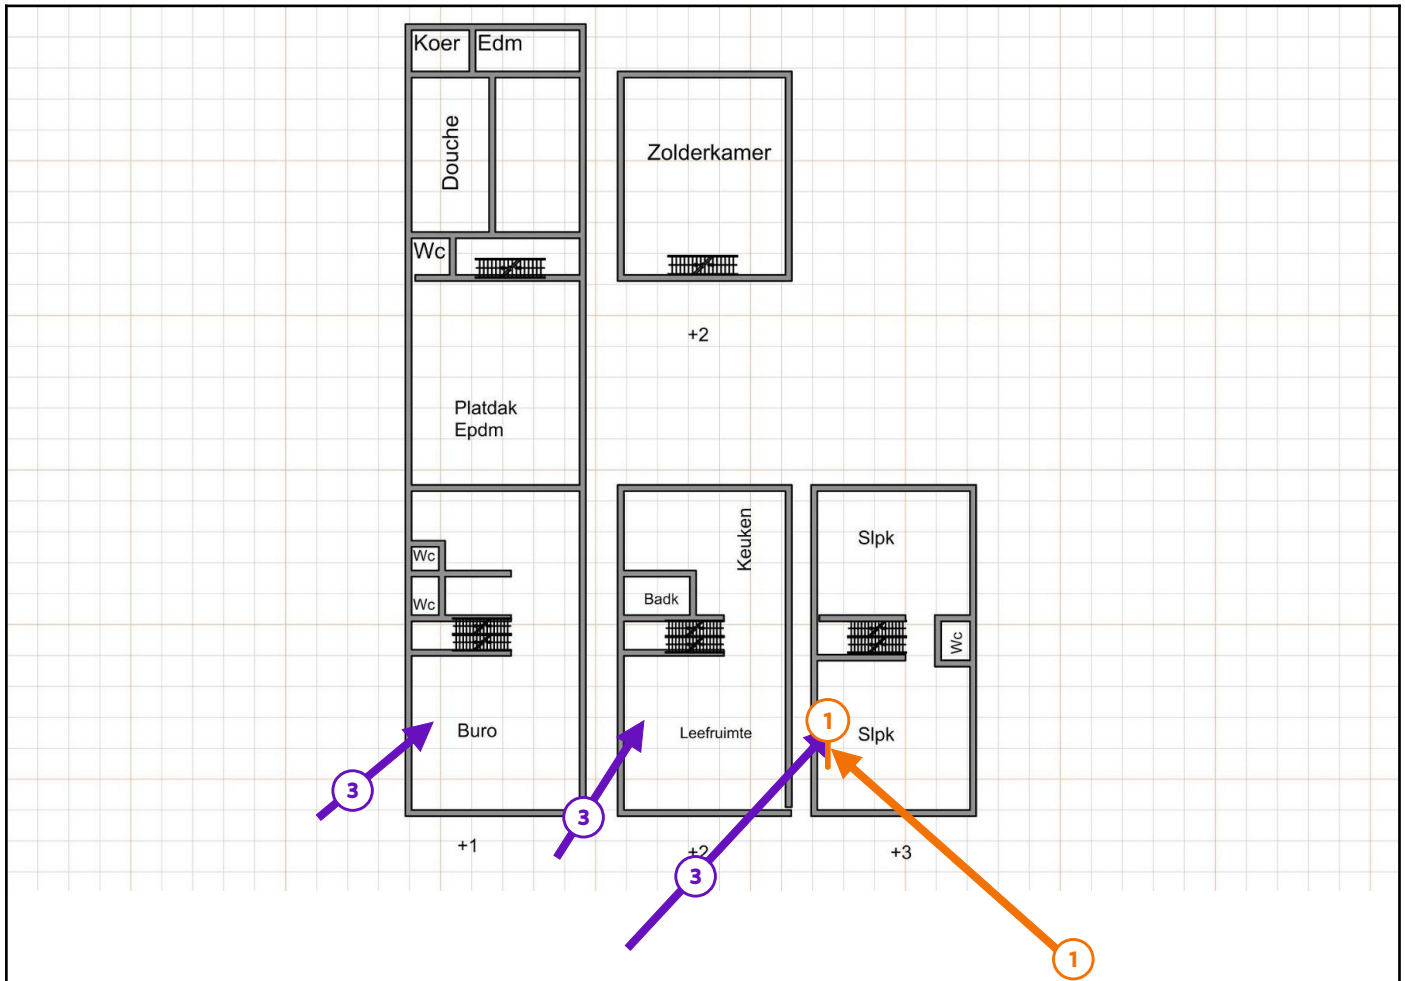 Koer
Edm
Douche
Zolderkamer
Wc
+2
Platdak
Epdm
Wc
Wc
Keuken
Badk
Slpk
Wc
Buro
Leefruimte
Slpk
1
3
3
3
+1
+2
+3
1